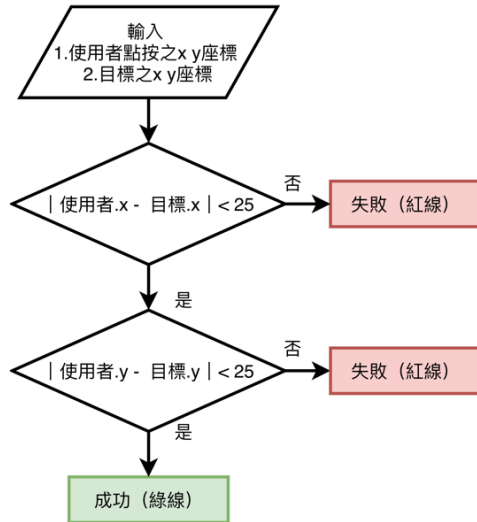 輸入
1.使用者點按之x y座標
2.目標之x y座標
| 使用者.x - 目標.x | < 25
否
失敗（紅線）
是
| 使用者.y - 目標.y | < 25
否
失敗（紅線）
是
成功（綠線）